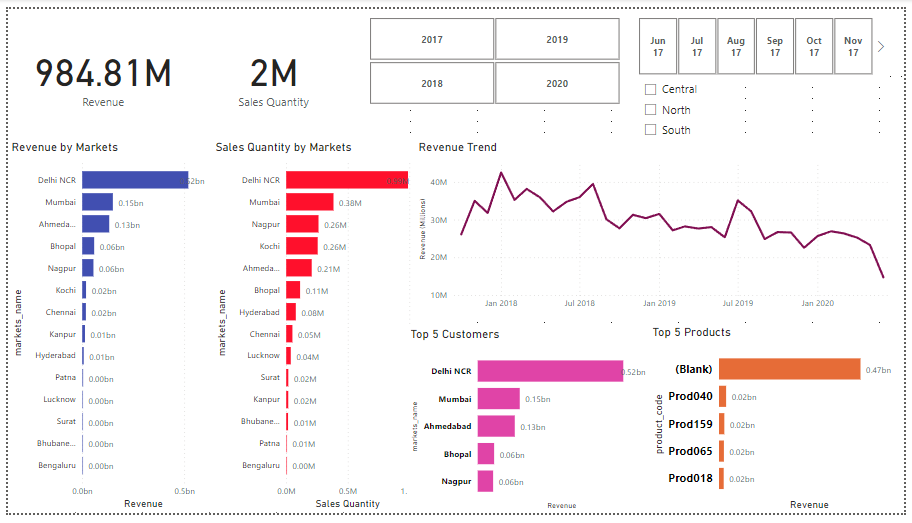 2017
2019
2018
2020
Jun 17
Jul 17
Aug 17
Sep 17
Oct 17
Nov 17
984.81M
Revenue
2M
Sales Quantity
Central
North
South
Revenue by Markets
markets_name
Delhi NCR
Mumbai 0.15bn
Ahmeda... 0.13bn
Bhopal 0.06bn
Nagpur 0.06bn
Kochi 0.02bn
Chennai 0.02bn
Kanpur 0.01bn
Hyderabad 0.01bn
Patna 0.00bn
Lucknow 0.00bn
Surat 0.00bn
Bhubane... 0.00bn
Bengaluru 0.00bn
0.0bn 0.5bn
Revenue
Sales Quantity by Markets
markets_name
Delhi NCR
Mumbai 0.38M
Nagpur 0.26M
Kochi 0.26M
Ahmeda... 0.21M
Bhopal 0.11M
Hyderabad 0.08M
Chennai 0.05M
Lucknow 0.04M
Surat 0.02M
Kanpur 0.02M
Bhubane... 0.01M
Patna 0.01M
Bengaluru 0.00M
0.0M 0.5M 1.
Sales Quantity
Revenue Trend
Revenue (Millions)
40M
30M
20M
10M
Jan 2018 Jul 2018 Jan 2019 Jul 2019 Jan 2020
Top 5 Customers
markets_name
Delhi NCR 0.52bn
Mumbai 0.15bn
Ahmedabad 0.13bn
Bhopal 0.06bn
Nagpur 0.06bn
Revenue
Top 5 Products
product_code
(Blank) 0.47bn
Prod040 0.02bn
Prod159 0.02bn
Prod065 0.02bn
Prod018 0.02bn
Revenue